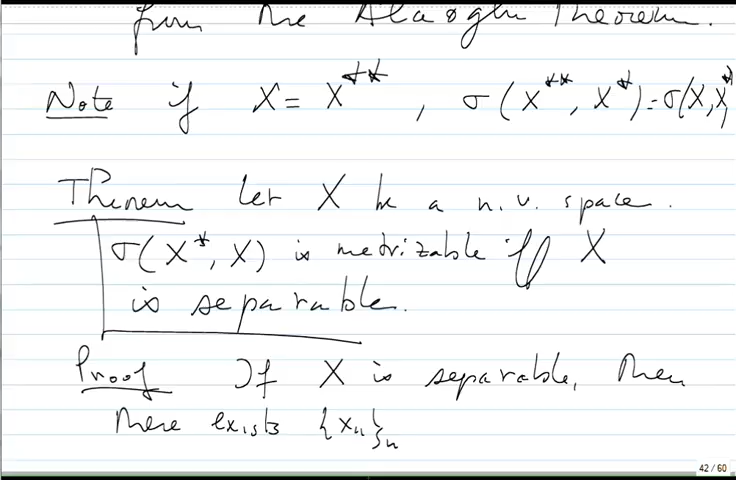 from the Alaoglu Theorem.
Note if X = X**, σ(X**, X*) = σ(X, X*)
Theorem Let X be a n.v. space.
σ(X*, X) is metrizable iff X
is separable.
Proof If X is separable, then
there exists {xn}n
42 / 60